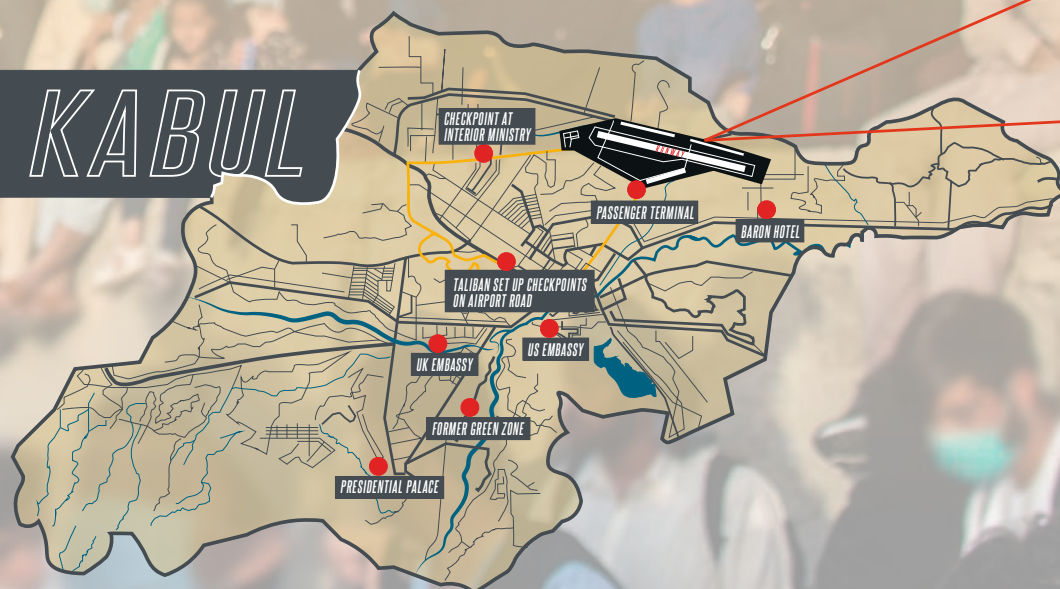 KABUL
CHECKPOINT AT
INTERIOR MINISTRY
RUNWAY
PASSENGER TERMINAL
BARON HOTEL
TALIBAN SET UP CHECKPOINTS
ON AIRPORT ROAD
US EMBASSY
UK EMBASSY
FORMER GREEN ZONE
PRESIDENTIAL PALACE